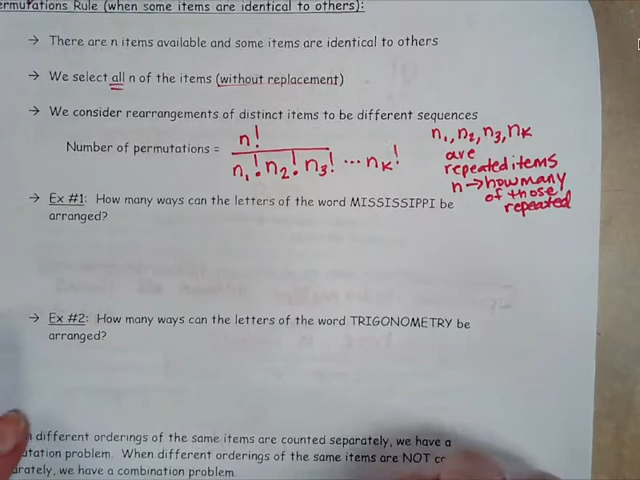 Permutations Rule (when some items are identical to others):
→ There are n items available and some items are identical to others
→ We select all n of the items (without replacement)
→ We consider rearrangements of distinct items to be different sequences
Number of permutations = n! / n₁! n₂! n₃! ... nₖ!
n₁, n₂, n₃, nₖ
are
repeated items
n → how many
of those
repeated
→ Ex #1: How many ways can the letters of the word MISSISSIPPI be
arranged?
→ Ex #2: How many ways can the letters of the word TRIGONOMETRY be
arranged?
different orderings of the same items are counted separately, we have a
utation problem. When different orderings of the same items are NOT co
arately, we have a combination problem.